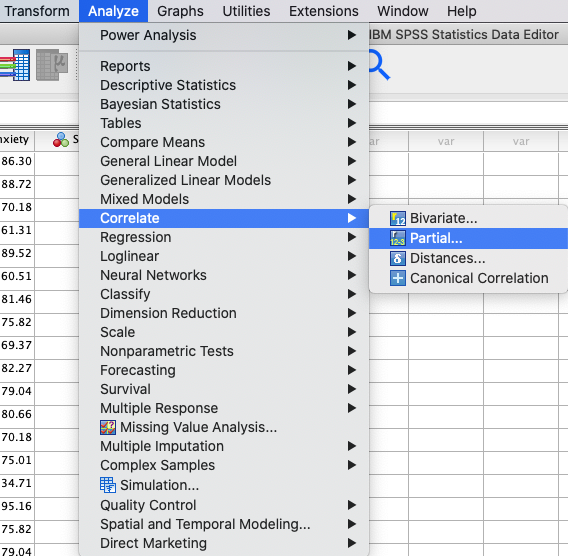 Transform Analyze Graphs Utilities Extensions Window Help
Power Analysis
IBM SPSS Statistics Data Editor
Reports
Descriptive Statistics
Bayesian Statistics
Tables
Compare Means
nxiety S ar var var
General Linear Model
86.30
Generalized Linear Models
88.72
Mixed Models
70.18
Correlate
Bivariate...
61.31
Regression
Partial...
89.52
Loglinear
Distances...
60.51
Neural Networks
Canonical Correlation
81.46
Classify
75.82
Dimension Reduction
69.37
Scale
82.27
Nonparametric Tests
79.04
Forecasting
80.66
Survival
70.18
Multiple Response
75.01
Missing Value Analysis...
34.71
Multiple Imputation
95.16
Complex Samples
75.82
Simulation...
79.04
Quality Control
Spatial and Temporal Modeling...
Direct Marketing
12
12-3
δ
μ